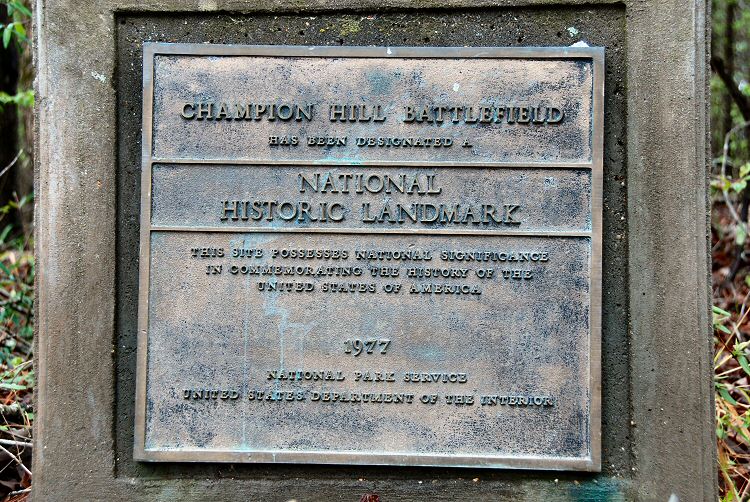 CHAMPION HILL BATTLEFIELD
HAS BEEN DESIGNATED A
NATIONAL
HISTORIC LANDMARK
THIS SITE POSSESSES NATIONAL SIGNIFICANCE
IN COMMEMORATING THE HISTORY OF THE
UNITED STATES OF AMERICA
1977
NATIONAL PARK SERVICE
UNITED STATES DEPARTMENT OF THE INTERIOR